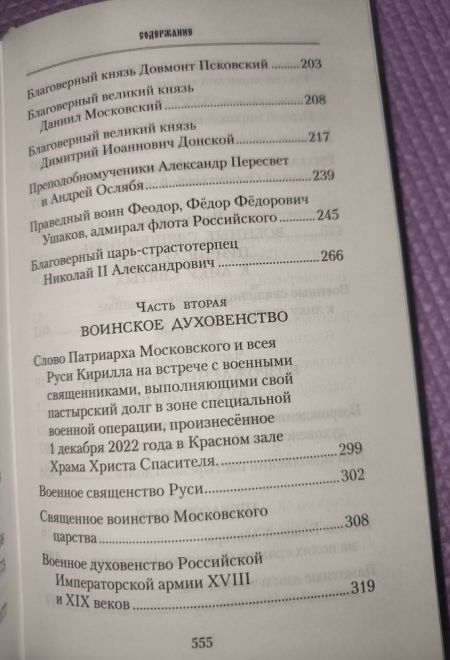 СОДЕРЖАНИЕ
Благоверный князь Довмонт Псковский .........203
Благоверный великий князь
Даниил Московский........................................208
Благоверный великий князь
Димитрий Иоаннович Донской......................217
Преподобномученики Александр Пересвет
и Андрей Ослябя................................................239
Праведный воин Феодор, Фёдор Фёдорович
Ушаков, адмирал флота Российского...........245
Благоверный царь-страстотерпец
Николай II Александрович ............................266
Часть вторая
ВОИНСКОЕ ДУХОВЕНСТВО
Слово Патриарха Московского и всея
Руси Кирилла на встрече с военными
священниками, выполняющими свой
пастырский долг в зоне специальной
военной операции, произнесённое
1 декабря 2022 года в Красном зале
Храма Христа Спасителя. .............................299
Военное священство Руси................................302
Священное воинство Московского
царства .............................................................308
Военное духовенство Российской
Императорской армии XVIII
и XIX веков .....................................................319
555